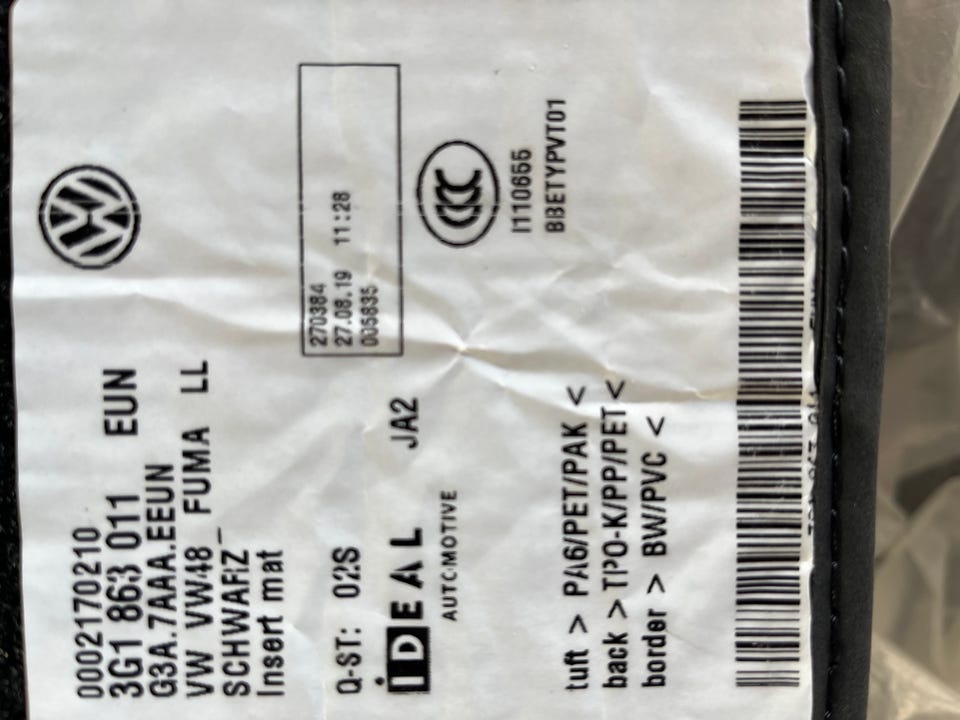 0002170210
3G1 863 011 EUN
G3A.7AAA.EEUN
VW VW48_FUMA LL
SCHWARZ
Insert mat
270384
27.08.19 11:28
005835
Q-ST: 02S
IDEAL JA2
AUTOMOTIVE
CCC
I110655
BBETYPVT01
tuft > PA6/PET/PAK <
back > TPO-K/PP/PET <
border > BW/PVC <